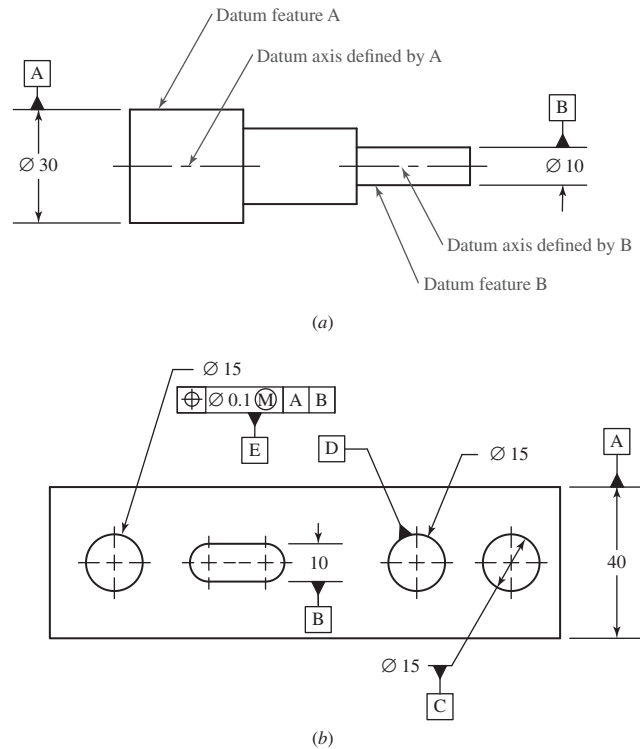 Datum feature A
Datum axis defined by A
A
B
∅ 30
∅ 10
Datum axis defined by B
Datum feature B
(a)
∅ 15
⌖ ∅ 0.1 Ⓜ A B
E
D
∅ 15
A
10
40
B
∅ 15
C
(b)